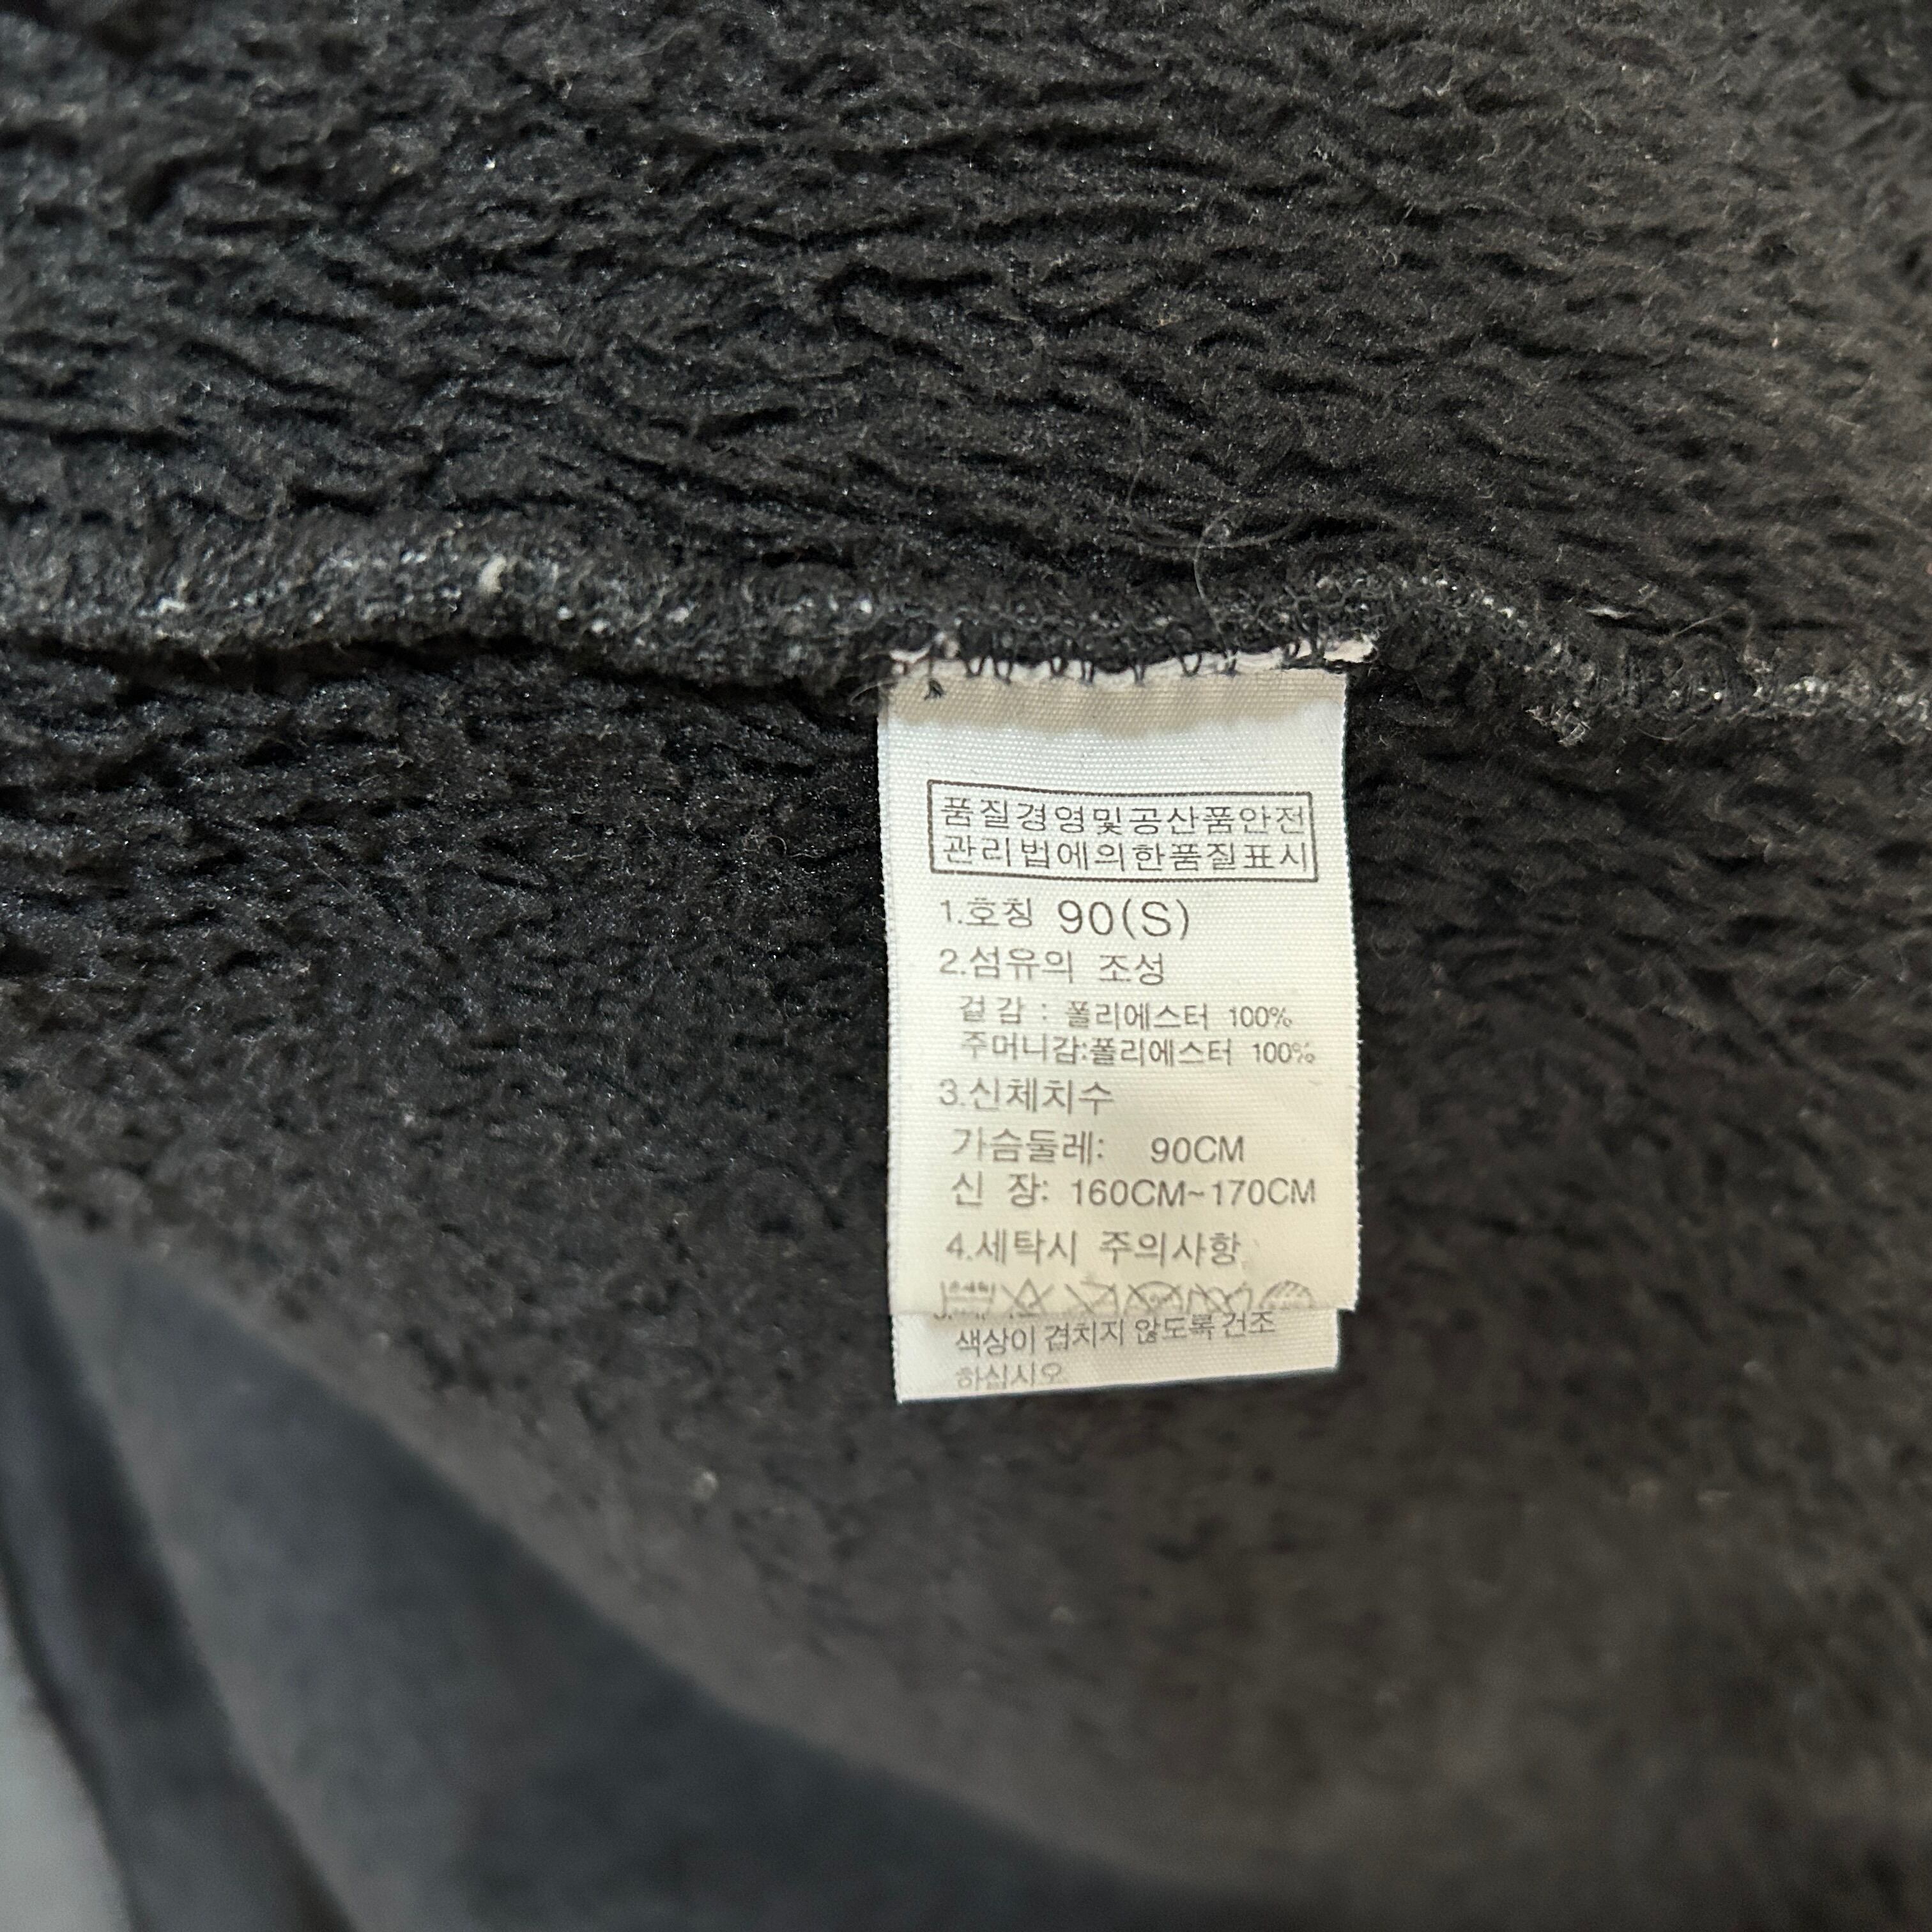 품질경영및공산품안전
관리법에의한품질표시
1.호칭 90(S)
2.섬유의 조성
겉감 : 폴리에스터 100%
주머니감:폴리에스터 100%
3.신체치수
가슴둘레: 90CM
신 장: 160CM~170CM
4.세탁시 주의사항
색상이 겹치지 않도록 건조
하십시오